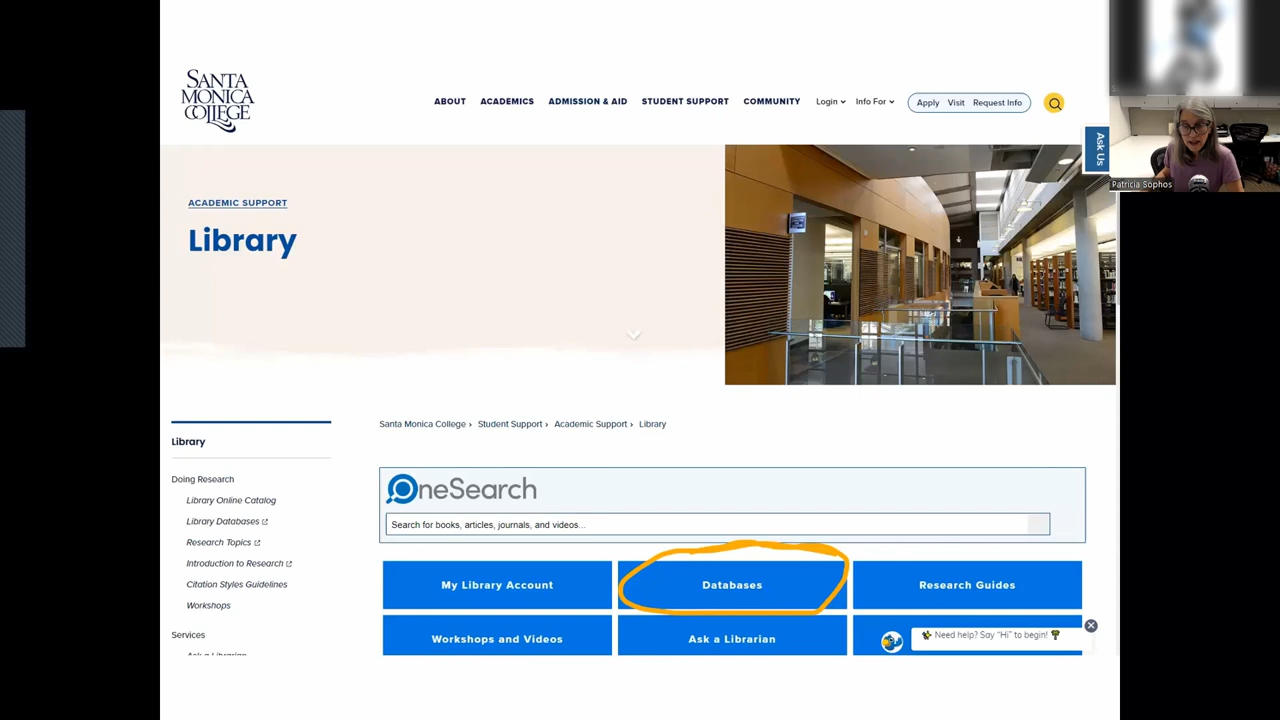 SANTA
MONICA
COLLEGE
ABOUT ACADEMICS ADMISSION & AID STUDENT SUPPORT COMMUNITY Login Info For Apply Visit Request Info
Ask Us
Patricia Sophos
ACADEMIC SUPPORT
Library
Library
Doing Research
Library Online Catalog
Library Databases
Research Topics
Introduction to Research
Citation Styles Guidelines
Workshops
Services
Ask a Librarian
Santa Monica College › Student Support › Academic Support › Library
OneSearch
Search for books, articles, journals, and videos...
My Library Account Databases Research Guides
Workshops and Videos Ask a Librarian
Need help? Say "Hi" to begin!